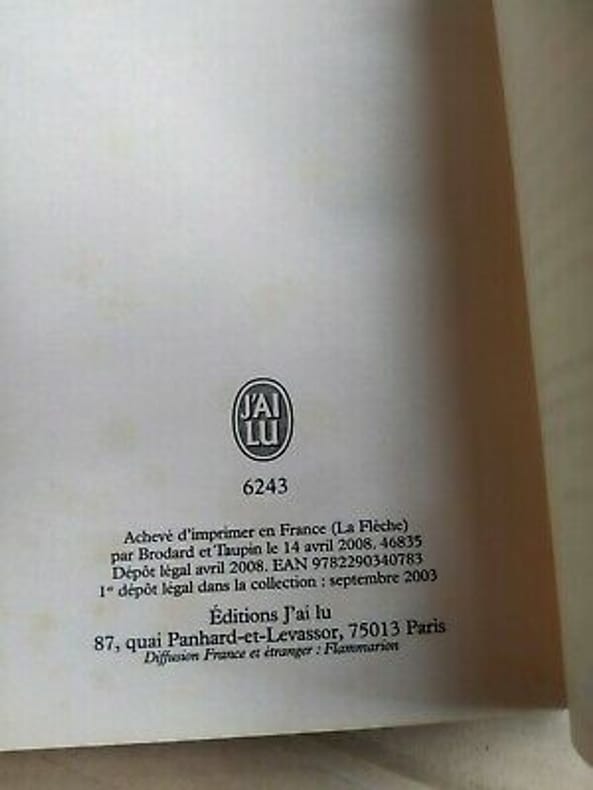 J'AI
LU
6243
Achevé d'imprimer en France (La Flèche)
par Brodard et Taupin le 14 avril 2008. 46835
Dépôt légal avril 2008. EAN 9782290340783
1er dépôt légal dans la collection : septembre 2003
Éditions J'ai lu
87, quai Panhard-et-Levassor, 75013 Paris
Diffusion France et étranger : Flammarion